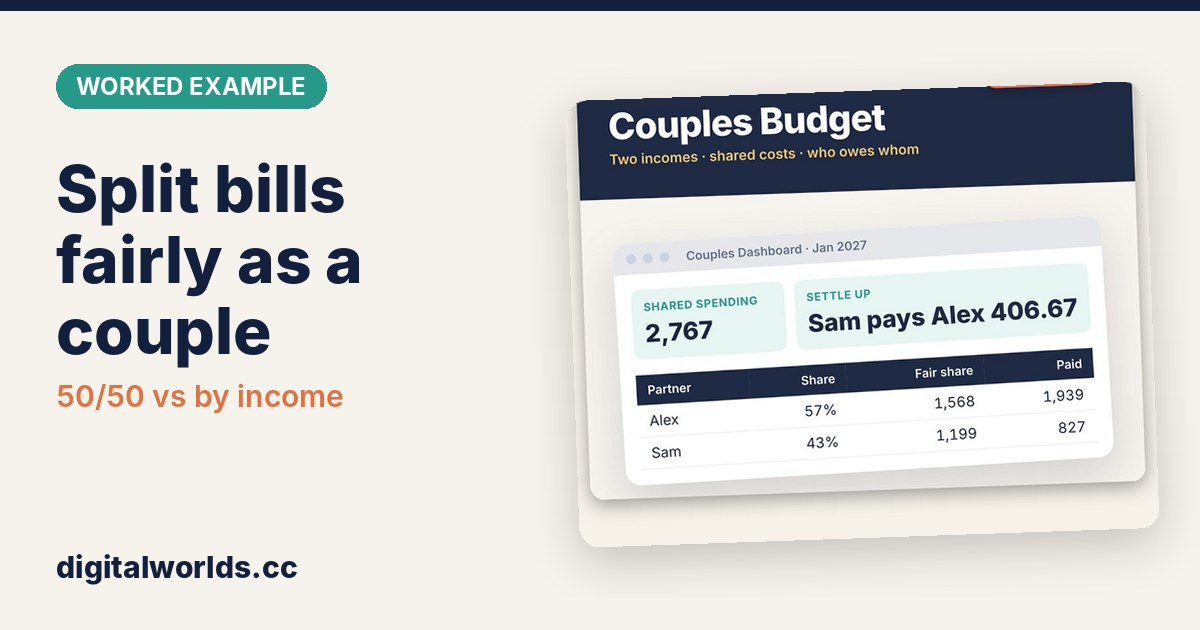 WORKED EXAMPLE
Split bills
fairly as a
couple
50/50 vs by income
digitalworlds.cc
Couples Budget
Two incomes · shared costs · who owes whom
Couples Dashboard · Jan 2027
SHARED SPENDING
2,767
SETTLE UP
Sam pays Alex 406.67
Partner Share Fair share Paid
Alex 57% 1,568 1,939
Sam 43% 1,199 827